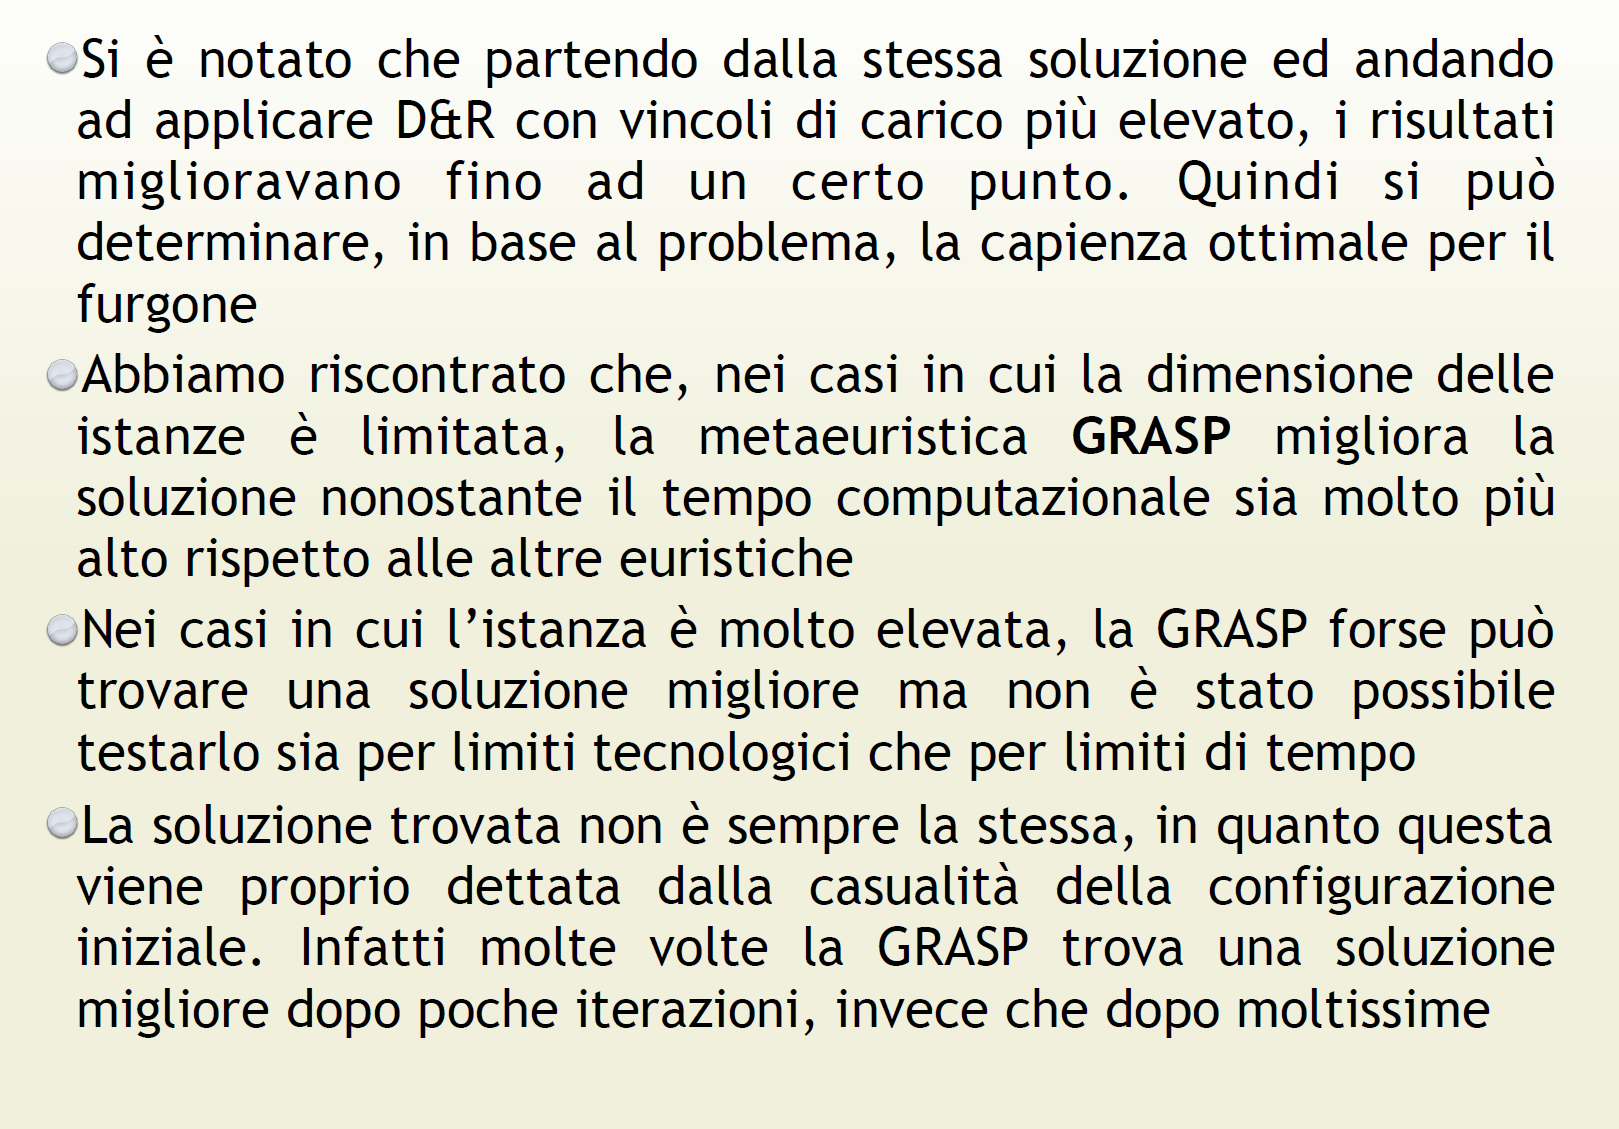 Si è notato che partendo dalla stessa soluzione ed andando
ad applicare D&R con vincoli di carico più elevato, i risultati
miglioravano fino ad un certo punto. Quindi si può
determinare, in base al problema, la capienza ottimale per il
furgone
Abbiamo riscontrato che, nei casi in cui la dimensione delle
istanze è limitata, la metaeuristica GRASP migliora la
soluzione nonostante il tempo computazionale sia molto più
alto rispetto alle altre euristiche
Nei casi in cui l’istanza è molto elevata, la GRASP forse può
trovare una soluzione migliore ma non è stato possibile
testarlo sia per limiti tecnologici che per limiti di tempo
La soluzione trovata non è sempre la stessa, in quanto questa
viene proprio dettata dalla casualità della configurazione
iniziale. Infatti molte volte la GRASP trova una soluzione
migliore dopo poche iterazioni, invece che dopo moltissime